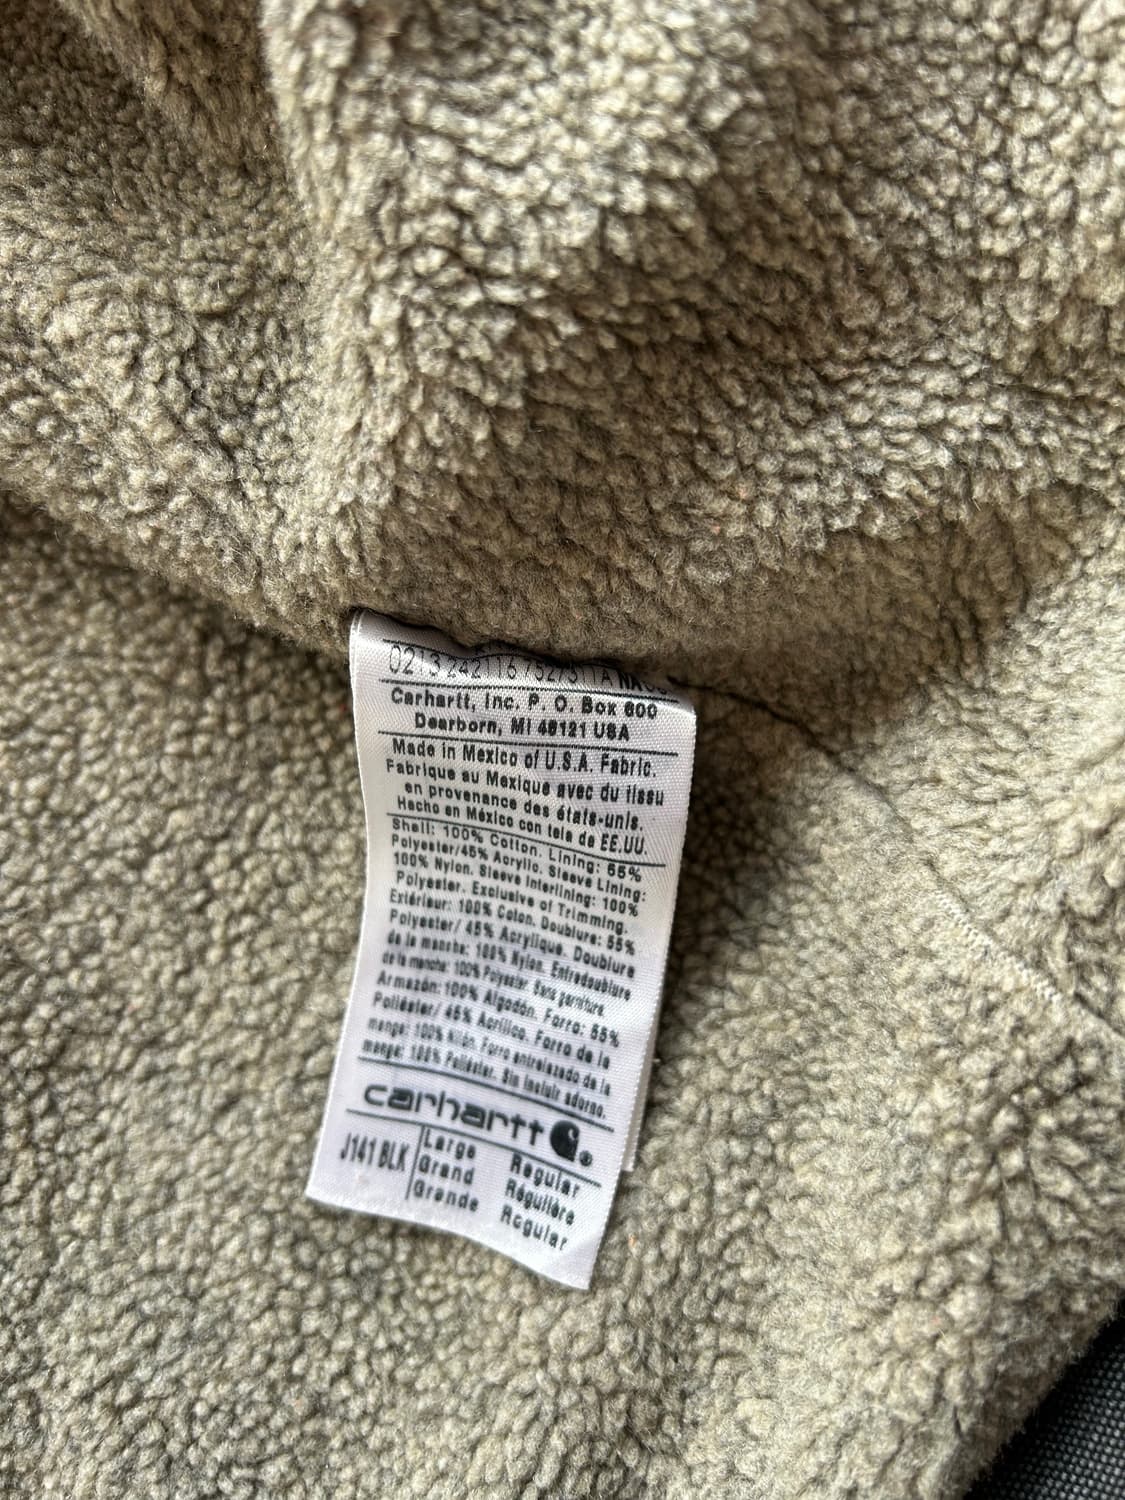 Carhartt, Inc. P. O. Box 600
Dearborn, MI 48121 USA
Made in Mexico of U.S.A. Fabric.
Fabrique au Mexique avec du tissu
en provenance des états-unis.
Hecho en México con tela de EE.UU.
Shell: 100% Cotton. Lining: 55%
Polyester/45% Acrylic. Sleeve Lining:
100% Nylon. Sleeve Interlining: 100%
Polyester. Exclusive of Trimming.
Extérieur: 100% Coton. Doublure: 55%
Polyester/ 45% Acrylique. Doublure
de la manche: 100% Nylon. Entredoublure
de la manche: 100% Polyester. Sans garniture.
Armazón: 100% Algodón. Forro: 55%
Poliéster/ 45% Acrílico. Forro de la
manga: 100% Nilón. Forro entrelazado de la
manga: 100% Poliéster. Sin incluir adorno.
carhartt
J141 BLK
Large Regular
Grand Régulière
Grande Regular